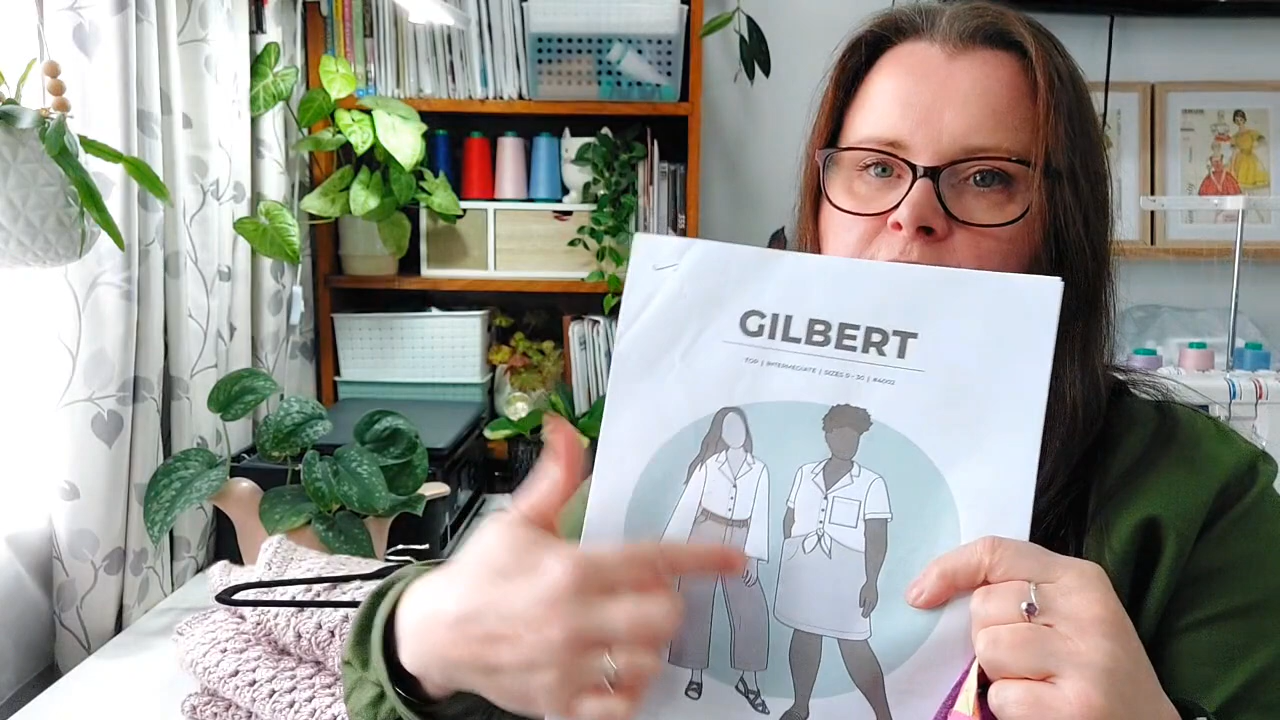 GILBERT
TOP | INTERMEDIATE | SIZES 0 - 30 | #4002